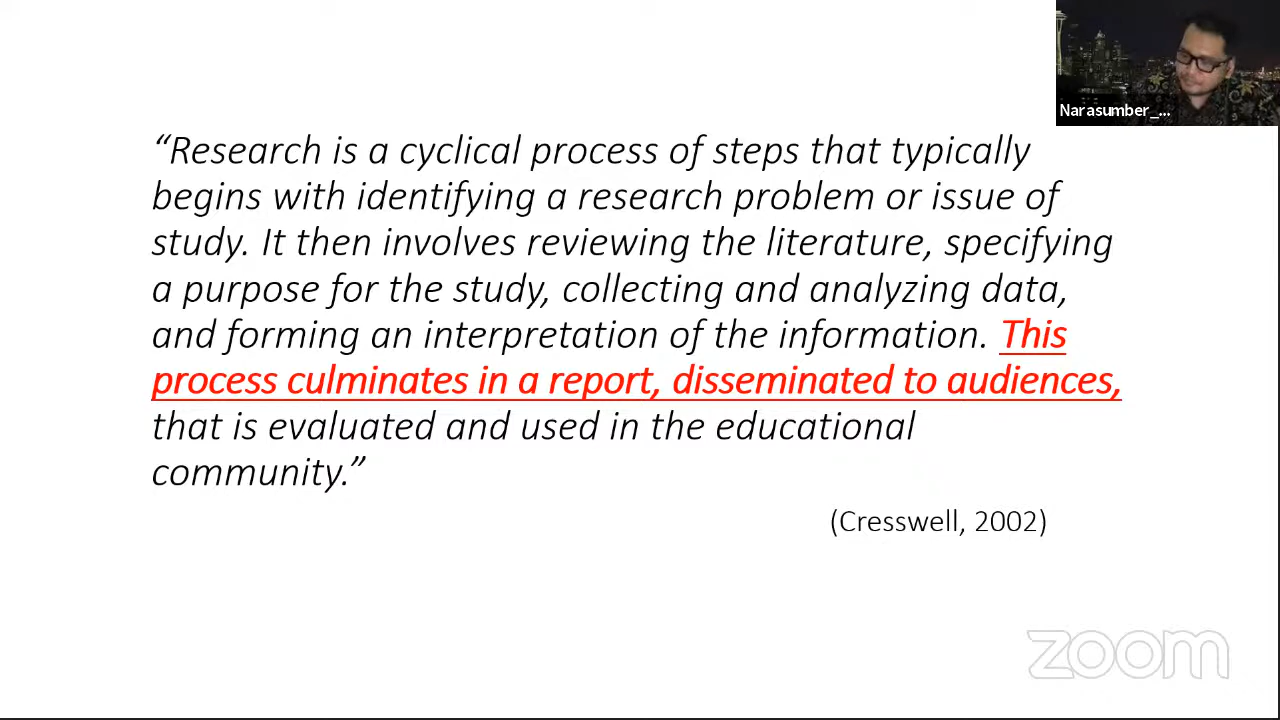 Narasumber_...
“Research is a cyclical process of steps that typically
begins with identifying a research problem or issue of
study. It then involves reviewing the literature, specifying
a purpose for the study, collecting and analyzing data,
and forming an interpretation of the information. This
process culminates in a report, disseminated to audiences,
that is evaluated and used in the educational
community.”
(Cresswell, 2002)
zoom